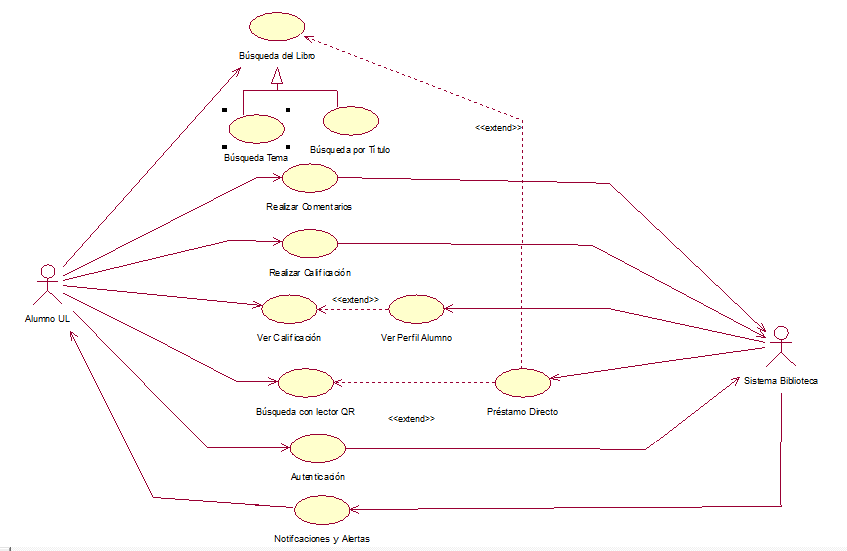 Búsqueda del Libro
<<extend>>
Búsqueda Tema
Búsqueda por Título
Realizar Comentarios
Realizar Calificación
Alumno UL
<<extend>>
Ver Calificación
Ver Perfil Alumno
Sistema Biblioteca
Búsqueda con lector QR
<<extend>>
Préstamo Directo
Autenticación
Notifcaciones y Alertas